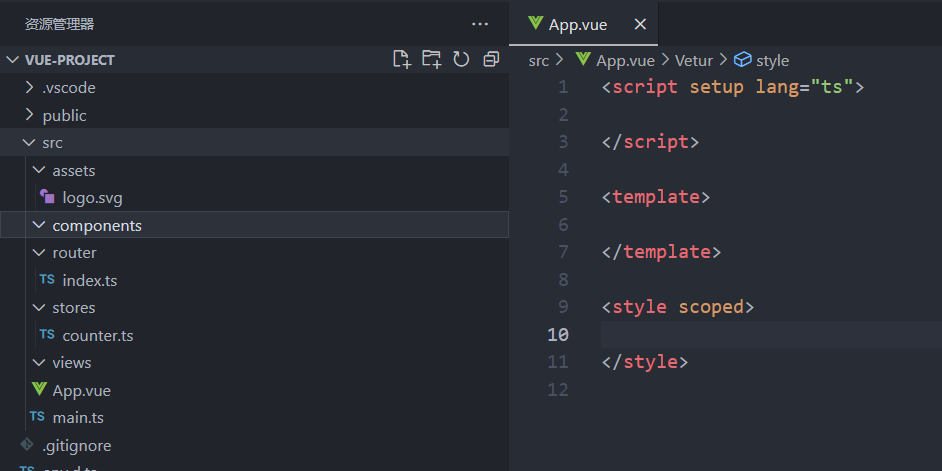 资源管理器
VUE-PROJECT
.vscode
public
src
assets
logo.svg
components
router
TS index.ts
stores
TS counter.ts
views
App.vue
TS main.ts
.gitignore
App.vue
src > App.vue > Vetur > style
1 <script setup lang="ts">
2
3 </script>
4
5 <template>
6
7 </template>
8
9 <style scoped>
10
11 </style>
12